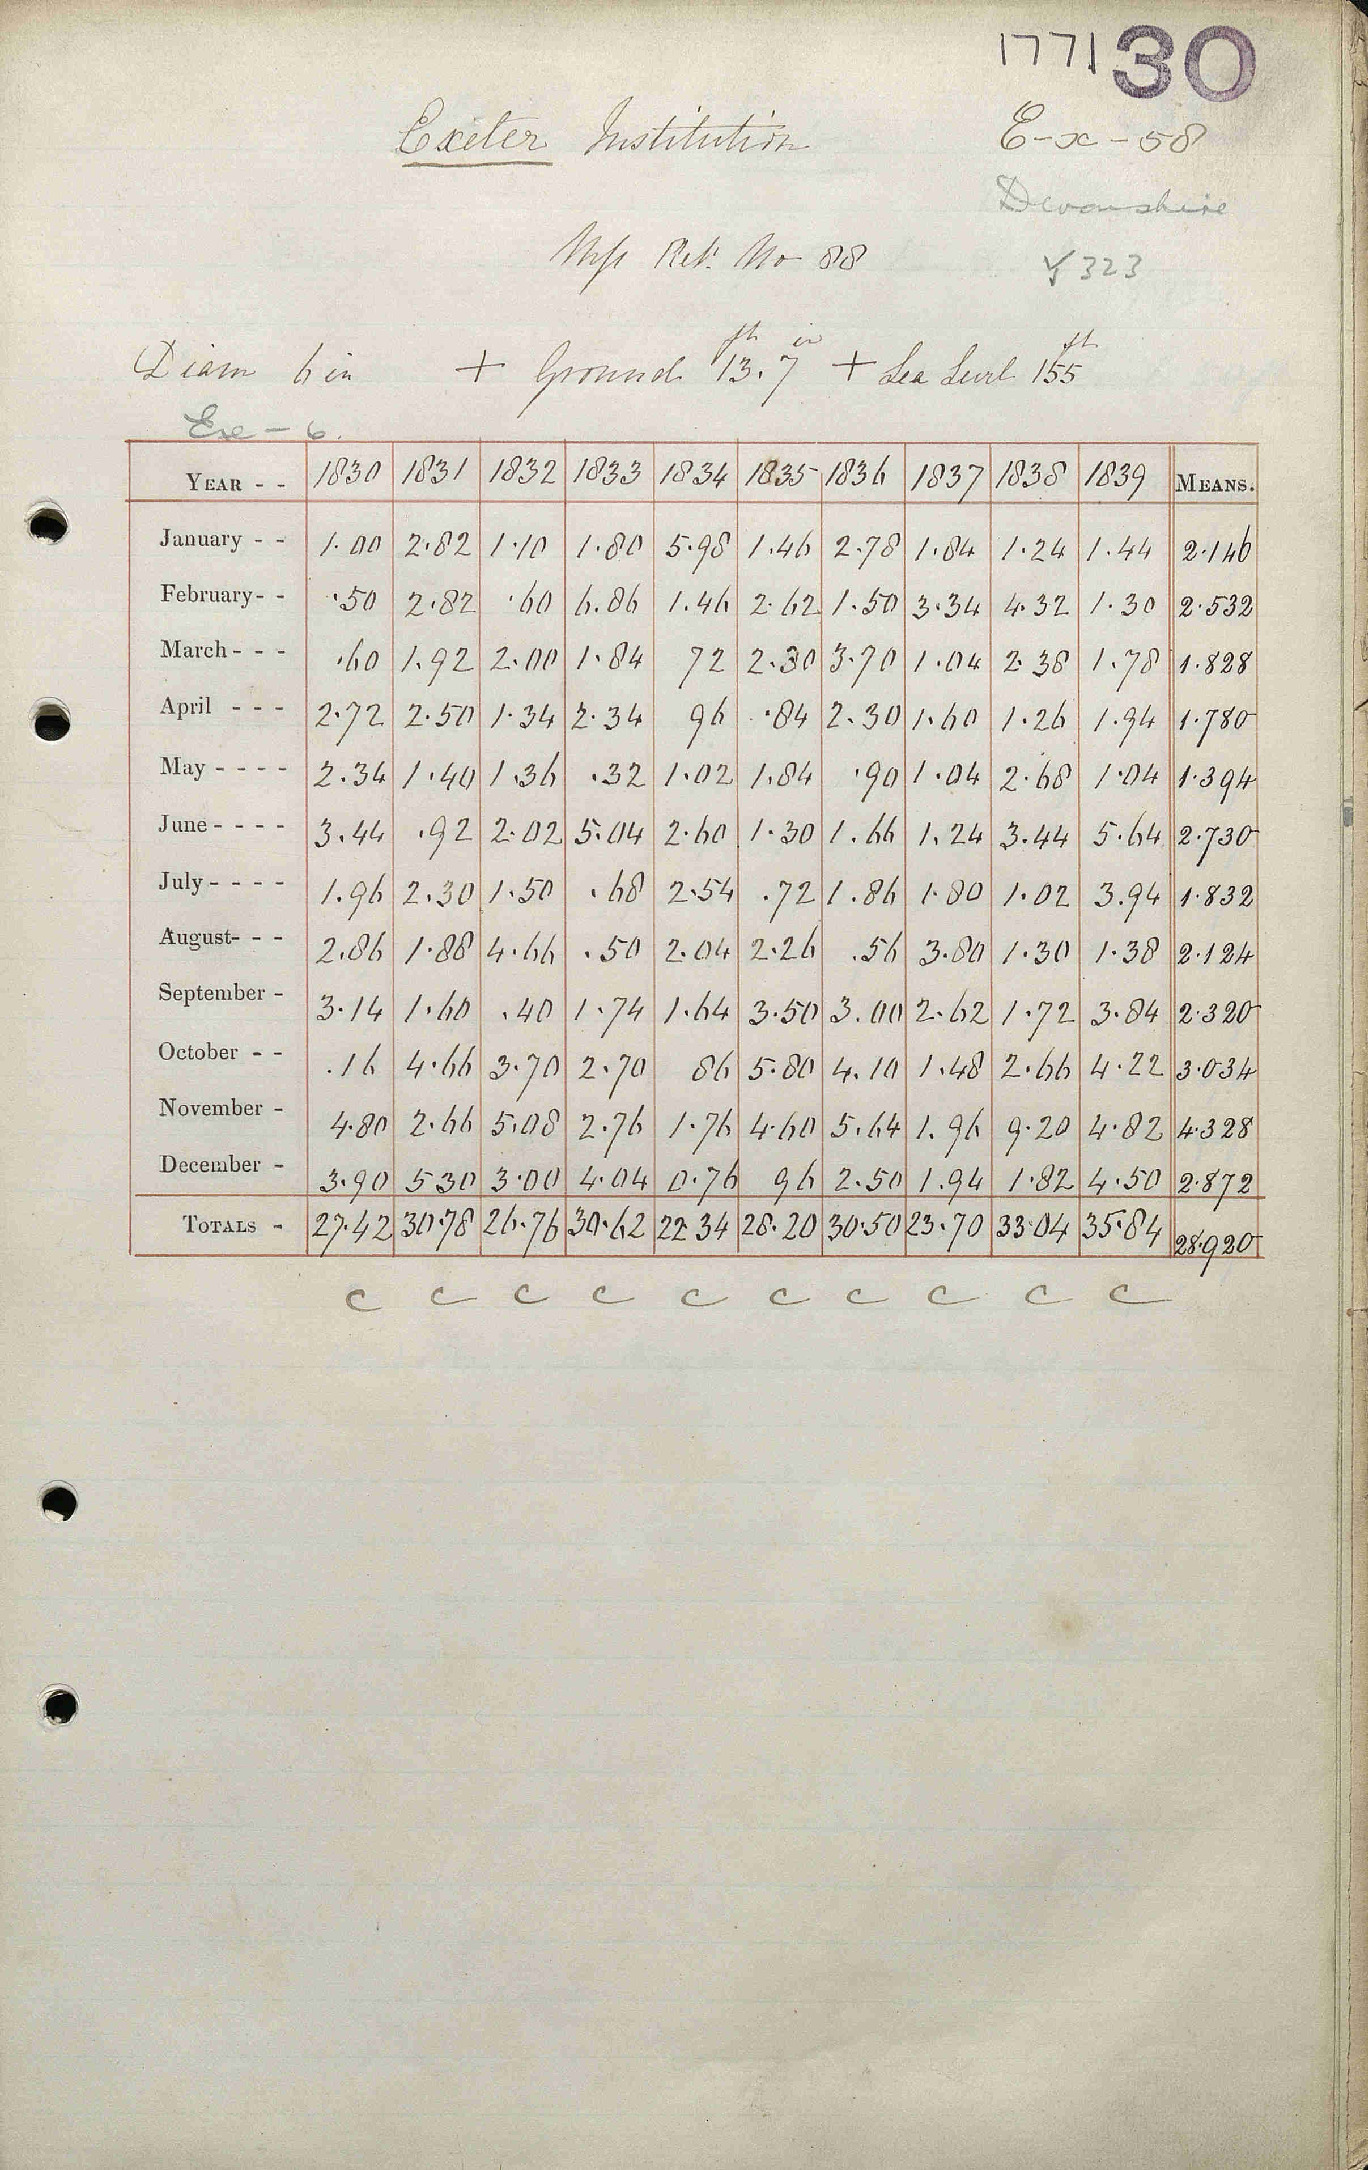 1771 30
Exeter Institution E-x-58
Devonshire
Mss Ret. No 88 323
Diam 6 in + Ground 13 ft. 7 in + Sea Level 155 ft
Exe - 6.
YEAR - - 1830 1831 1832 1833 1834 1835 1836 1837 1838 1839 MEANS.
January - - 1.00 2.82 1.10 1.80 5.98 1.46 2.78 1.84 1.24 1.44 2.146
February - - .50 2.82 .60 6.86 1.46 2.62 1.50 3.34 4.32 1.30 2.532
March - - - .60 1.92 2.00 1.84 72 2.30 3.70 1.04 2.38 1.78 1.828
April - - - 2.72 2.50 1.34 2.34 96 .84 2.30 1.60 1.26 1.94 1.780
May - - - - 2.34 1.40 1.36 .32 1.02 1.84 .90 1.04 2.68 1.04 1.394
June - - - - 3.44 .92 2.02 5.04 2.60 1.30 1.66 1.24 3.44 5.64 2.730
July - - - - 1.96 2.30 1.50 .68 2.54 .72 1.86 1.80 1.02 3.94 1.832
August - - - 2.86 1.88 4.66 .50 2.04 2.26 .56 3.80 1.30 1.38 2.124
September - 3.14 1.60 .40 1.74 1.64 3.50 3.00 2.62 1.72 3.84 2.320
October - - .16 4.66 3.70 2.70 86 5.80 4.10 1.48 2.66 4.22 3.034
November - 4.80 2.66 5.08 2.76 1.76 4.60 5.64 1.96 9.20 4.82 4.328
December - 3.90 5 30 3.00 4.04 0.76 96 2.50 1.94 1.82 4.50 2.872
TOTALS - 27.42 30.78 26.76 30.62 22 34 28.20 30.50 23.70 33.04 35.84 28.920
C C C C C C C C C C